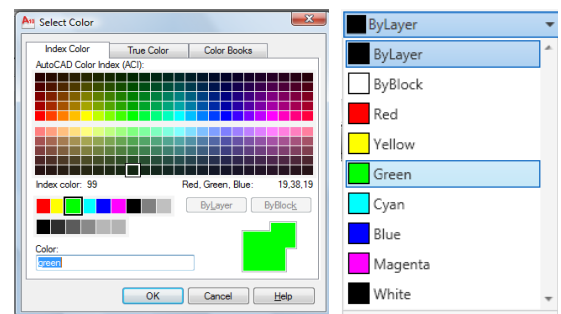 Select Color
Index Color
True Color
Color Books
AutoCAD Color Index (ACI):
Index color: 99
Red, Green, Blue: 19,38,19
ByLayer
ByBlock
Color:
green
OK
Cancel
Help
ByLayer
ByLayer
ByBlock
Red
Yellow
Green
Cyan
Blue
Magenta
White